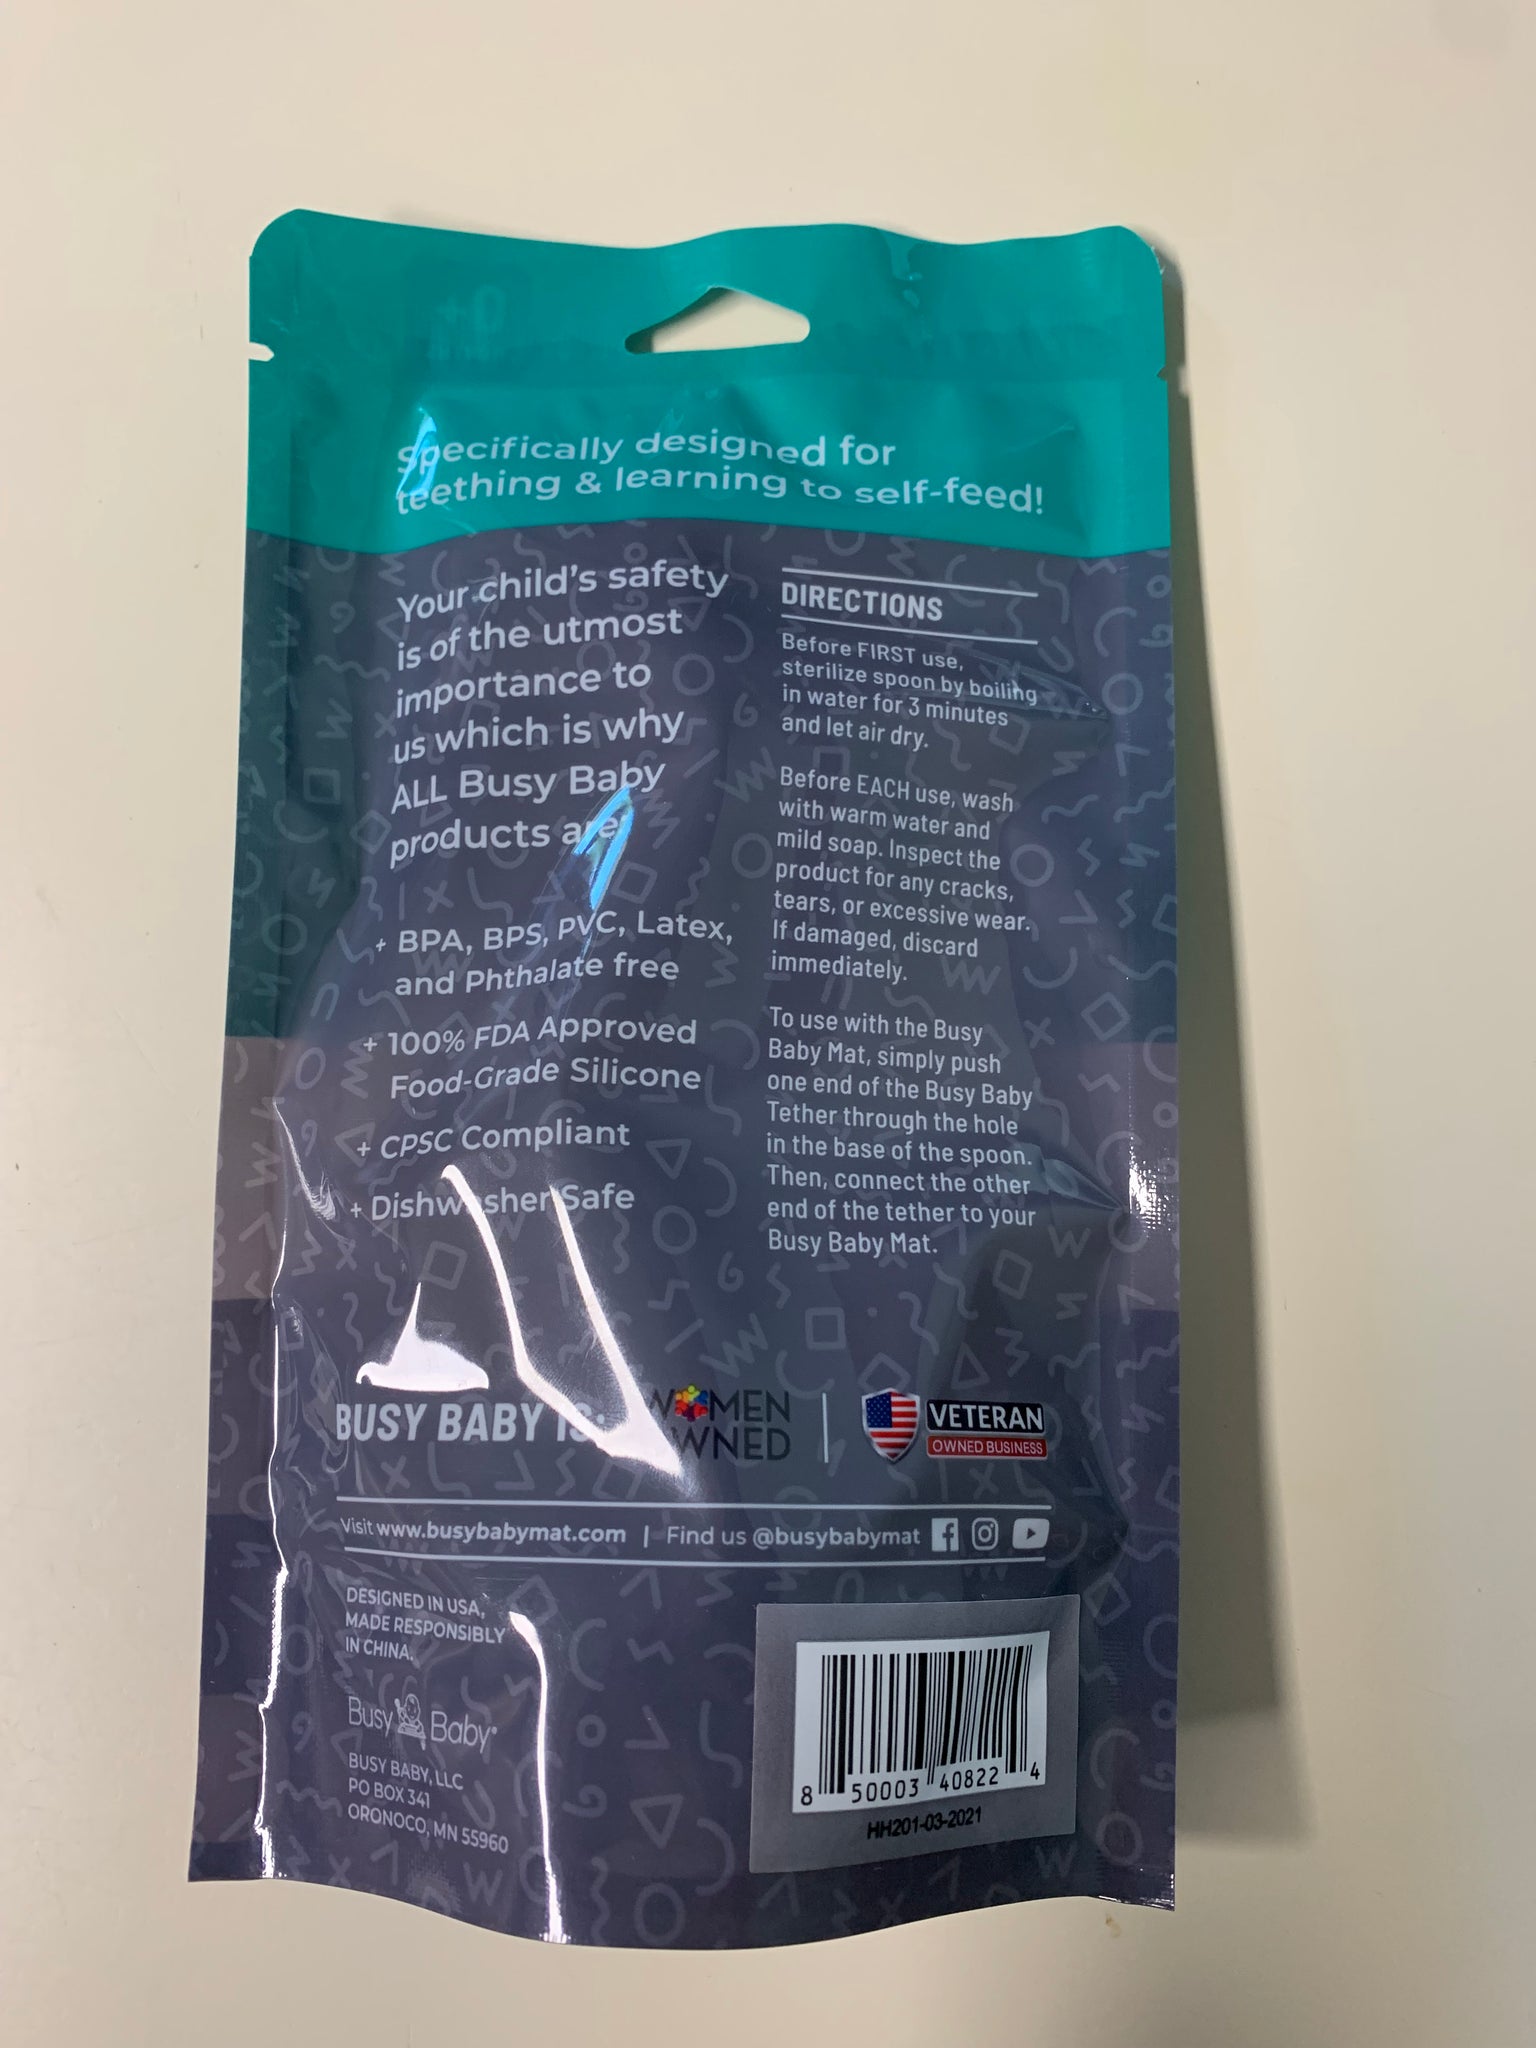 Specifically designed for
teething & learning to self-feed!
Your child's safety
is of the utmost
importance to
us which is why
ALL Busy Baby
products are:
+ BPA, BPS, PVC, Latex,
and Phthalate free
+ 100% FDA Approved
Food-Grade Silicone
+ CPSC Compliant
+ Dishwasher Safe
DIRECTIONS
Before FIRST use,
sterilize spoon by boiling
in water for 3 minutes
and let air dry.
Before EACH use, wash
with warm water and
mild soap. Inspect the
product for any cracks,
tears, or excessive wear.
If damaged, discard
immediately.
To use with the Busy
Baby Mat, simply push
one end of the Busy Baby
Tether through the hole
in the base of the spoon.
Then, connect the other
end of the tether to your
Busy Baby Mat.
BUSY BABY IS:
WOMEN
OWNED
VETERAN
OWNED BUSINESS
Visit www.busybabymat.com | Find us @busybabymat
DESIGNED IN USA,
MADE RESPONSIBLY
IN CHINA.
Busy Baby®
BUSY BABY, LLC
PO BOX 341
ORONOCO, MN 55960
8 50003 40822 4
HH201-03-2021